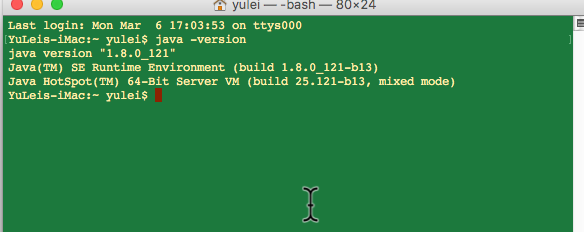 yulei — -bash — 80×24
Last login: Mon Mar  6 17:03:53 on ttys000
[YuLeis-iMac:~ yulei$ java -version ]
java version "1.8.0_121"
Java(TM) SE Runtime Environment (build 1.8.0_121-b13)
Java HotSpot(TM) 64-Bit Server VM (build 25.121-b13, mixed mode)
YuLeis-iMac:~ yulei$